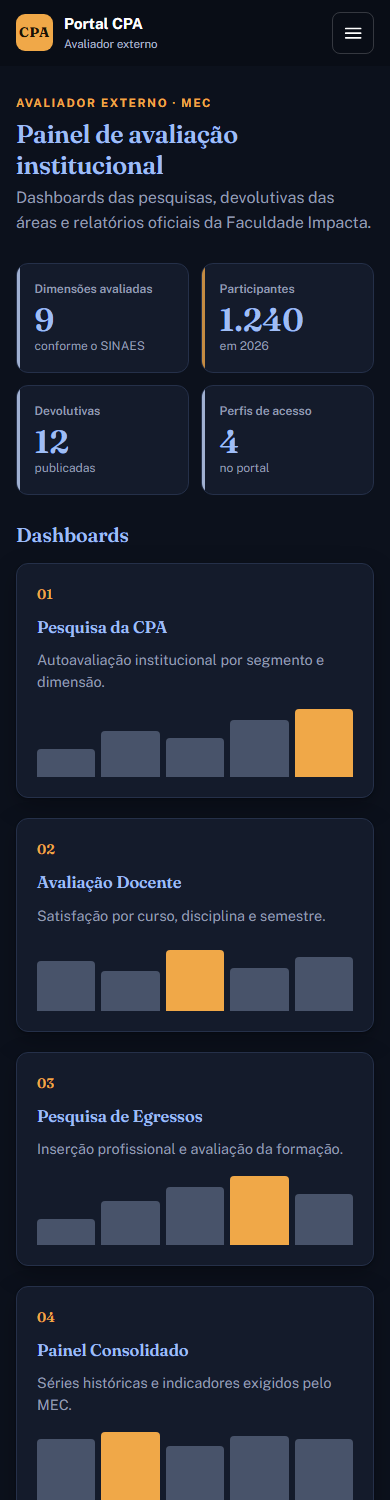 CPA
Portal CPA
Avaliador externo
AVALIADOR EXTERNO · MEC
Painel de avaliação
institucional
Dashboards das pesquisas, devolutivas das
áreas e relatórios oficiais da Faculdade Impacta.
Dimensões avaliadas
9
conforme o SINAES
Participantes
1.240
em 2026
Devolutivas
12
publicadas
Perfis de acesso
4
no portal
Dashboards
01
Pesquisa da CPA
Autoavaliação institucional por segmento e
dimensão.
02
Avaliação Docente
Satisfação por curso, disciplina e semestre.
03
Pesquisa de Egressos
Inserção profissional e avaliação da formação.
04
Painel Consolidado
Séries históricas e indicadores exigidos pelo
MEC.